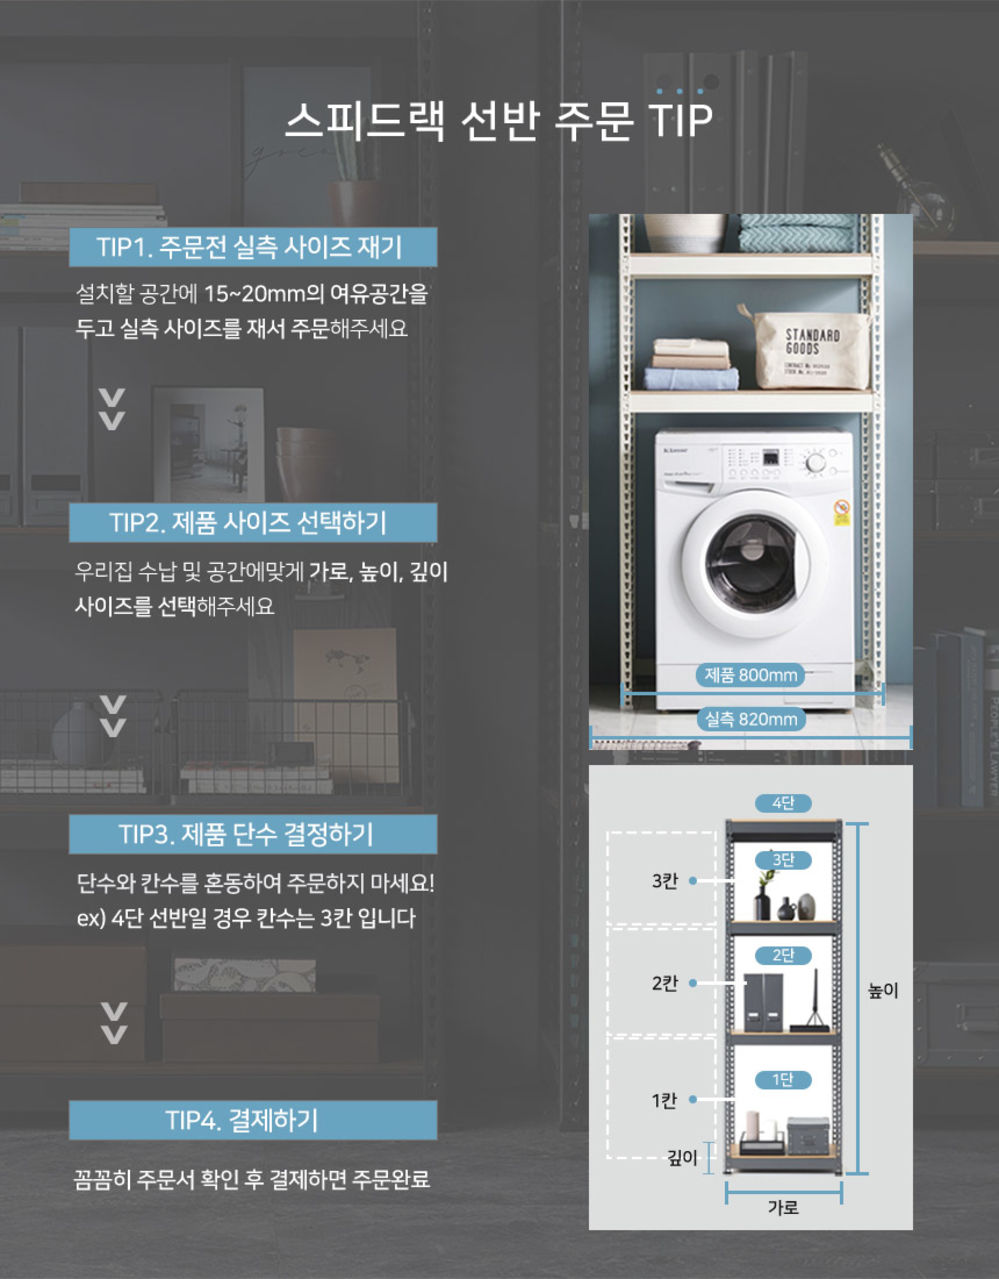 스피드랙 선반 주문 TIP
TIP1. 주문전 실측 사이즈 재기
설치할 공간에 15~20mm의 여유공간을
두고 실측 사이즈를 재서 주문해주세요
TIP2. 제품 사이즈 선택하기
우리집 수납 및 공간에맞게 가로, 높이, 깊이
사이즈를 선택해주세요
TIP3. 제품 단수 결정하기
단수와 칸수를 혼동하여 주문하지 마세요!
ex) 4단 선반일 경우 칸수는 3칸 입니다
TIP4. 결제하기
꼼꼼히 주문서 확인 후 결제하면 주문완료
STANDARD
GOODS
제품 800mm
실측 820mm
4단
3단
3칸
2단
2칸
높이
1단
1칸
깊이
가로